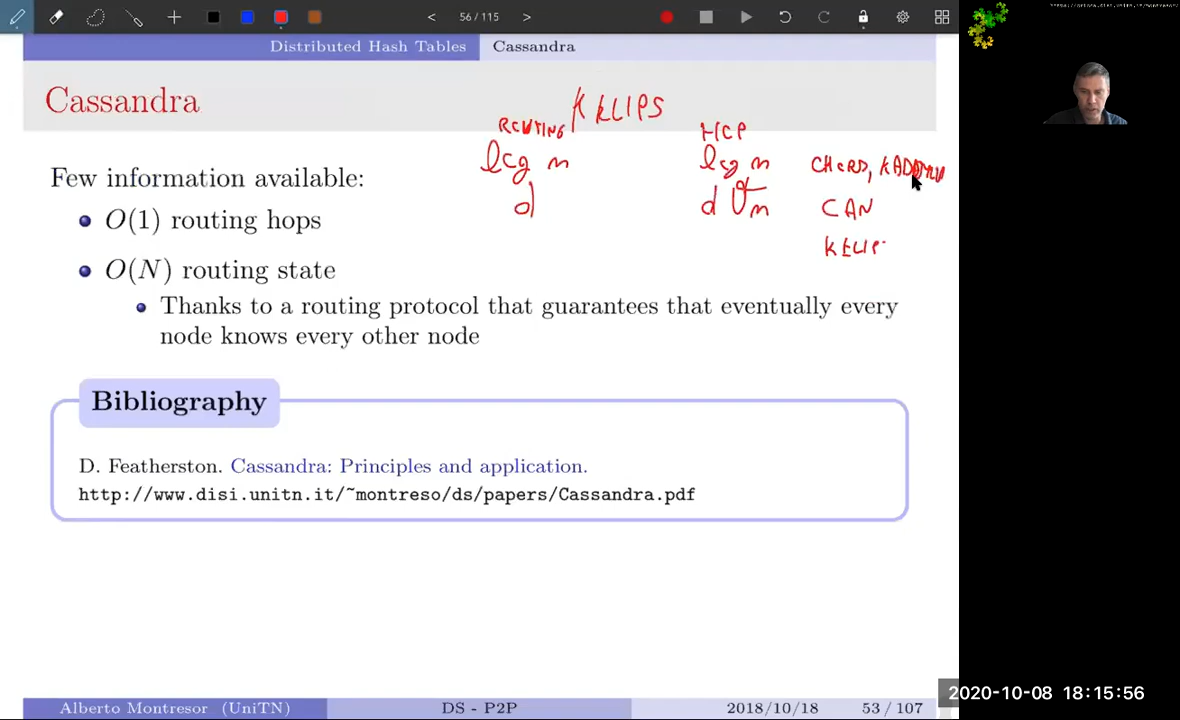 56 / 115
Distributed Hash Tables Cassandra
Cassandra
KELIPS
ROUTING HOP
log n log n CHORD, KADEMLIA
d d n CAN
KELIP
Few information available:
O(1) routing hops
O(N) routing state
Thanks to a routing protocol that guarantees that eventually every
node knows every other node
Bibliography
D. Featherston. Cassandra: Principles and application.
http://www.disi.unitn.it/~montreso/ds/papers/Cassandra.pdf
Alberto Montresor (UniTN) DS - P2P 2018/10/18 53 / 107
2020-10-08 18:15:56